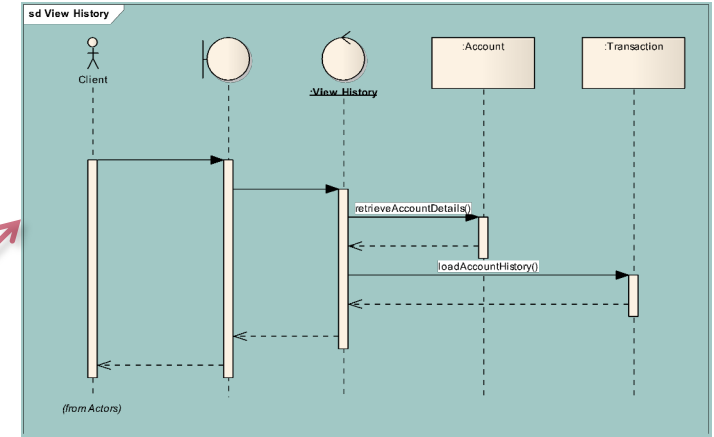 sd View History
Client
:View History
:Account
:Transaction
retrieveAccountDetails()
loadAccountHistory()
(from Actors)